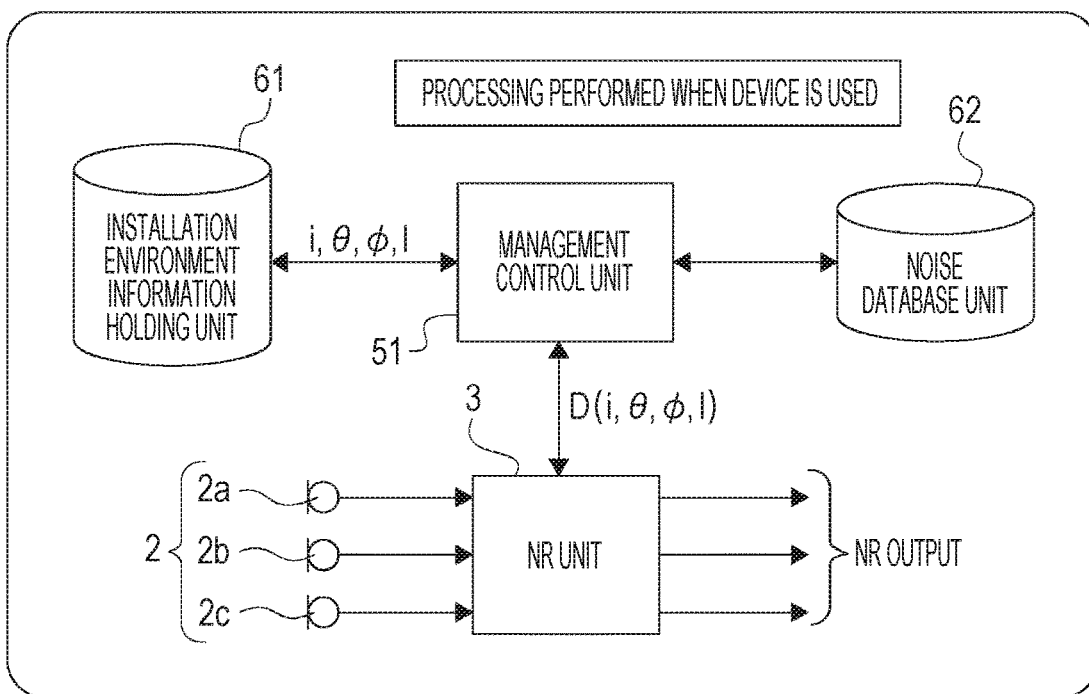 PROCESSING PERFORMED WHEN DEVICE IS USED
61
62
INSTALLATION
ENVIRONMENT
INFORMATION
HOLDING UNIT
i, θ, ϕ, l
MANAGEMENT
CONTROL UNIT
NOISE
DATABASE UNIT
51
D(i, θ, ϕ, l)
3
2
2a
2b
2c
NR UNIT
NR OUTPUT